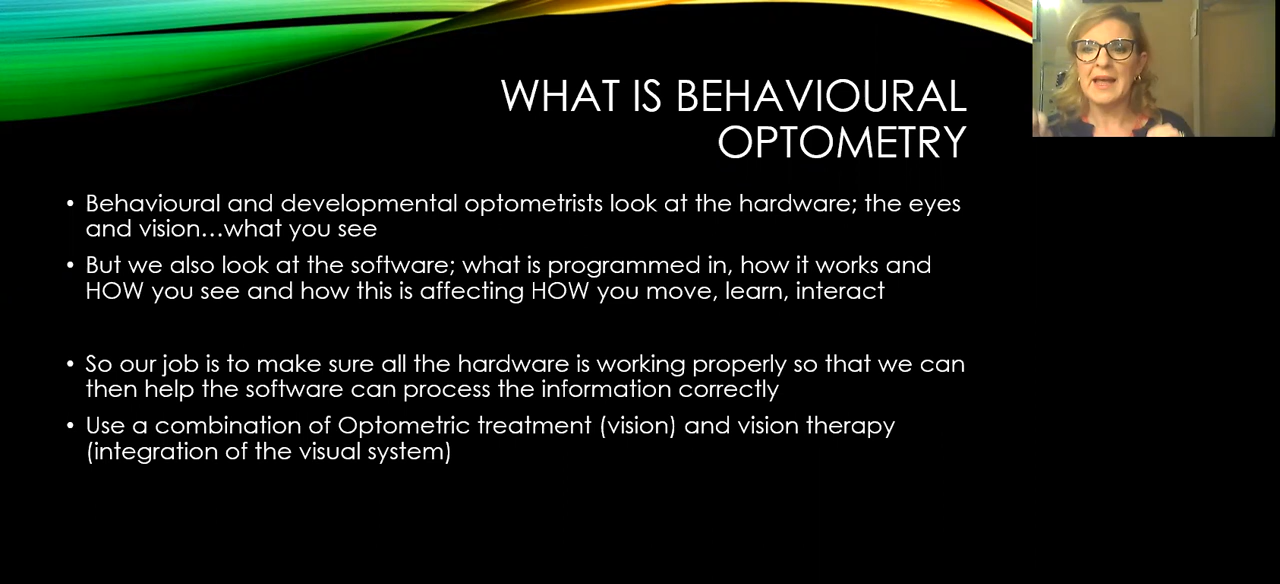 WHAT IS BEHAVIOURAL
OPTOMETRY
• Behavioural and developmental optometrists look at the hardware; the eyes
and vision...what you see
• But we also look at the software; what is programmed in, how it works and
HOW you see and how this is affecting HOW you move, learn, interact
• So our job is to make sure all the hardware is working properly so that we can
then help the software can process the information correctly
• Use a combination of Optometric treatment (vision) and vision therapy
(integration of the visual system)